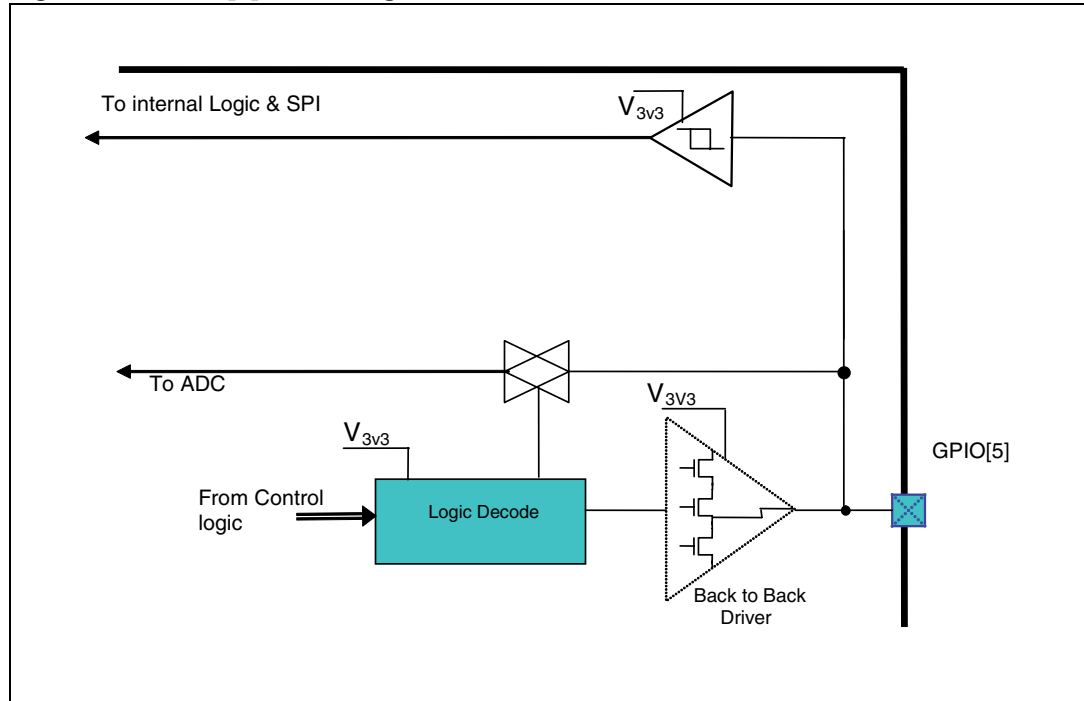 To internal Logic & SPI
V3v3
To ADC
V3V3
V3v3
GPIO[5]
From Control
logic
Logic Decode
Back to Back
Driver